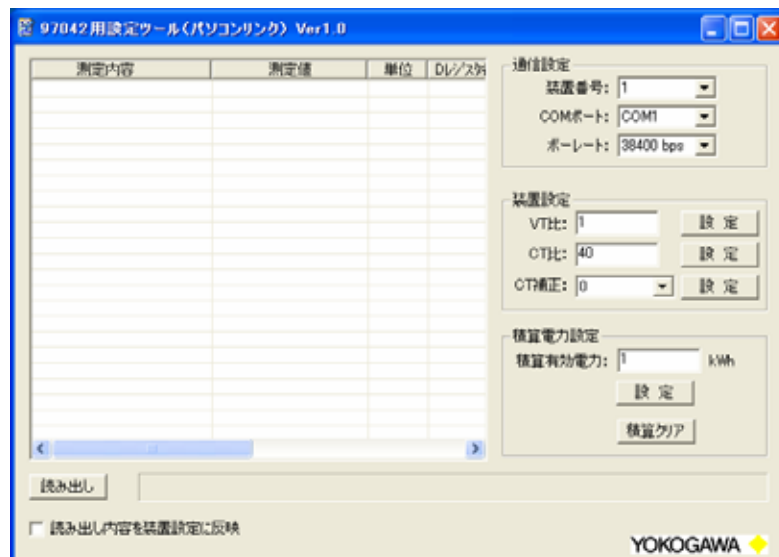 97042用設定ツール(パソコンリンク) Ver1.0
測定内容 測定値 単位 Dレジスタ
通信設定
装置番号: 1
COMポート: COM1
ボーレート: 38400 bps
装置設定
VT比: 1 設 定
CT比: 40 設 定
CT補正: 0 設 定
積算電力設定
積算有効電力: 1 kWh
設 定
積算クリア
読み出し
読み出し内容を装置設定に反映
YOKOGAWA